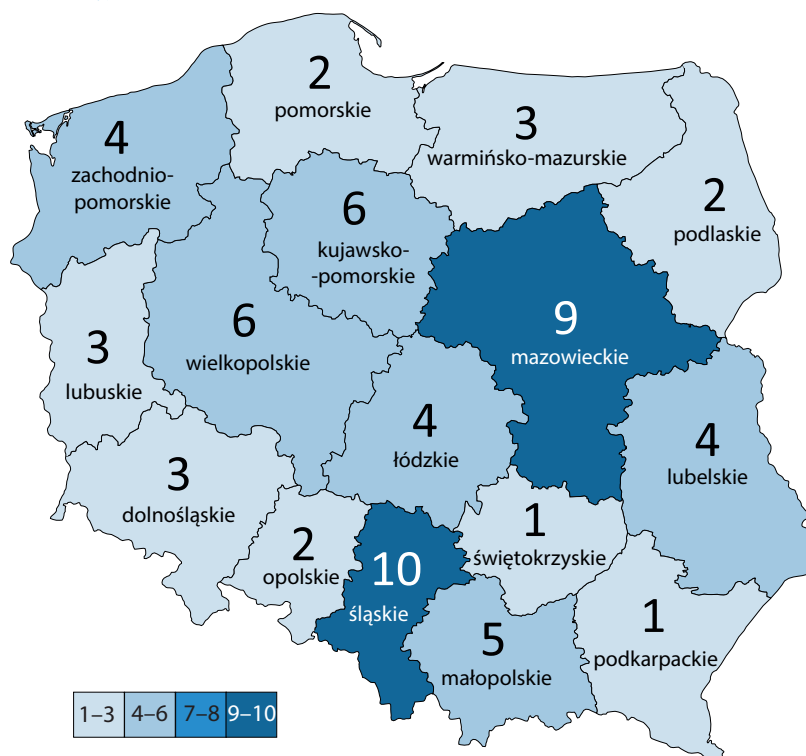 2
pomorskie
3
warmińsko-mazurskie
4
zachodnio-
pomorskie
2
podlaskie
6
kujawsko-
-pomorskie
9
mazowieckie
6
wielkopolskie
3
lubuskie
4
łódzkie
4
lubelskie
3
dolnośląskie
2
opolskie
10
śląskie
1
świętokrzyskie
5
małopolskie
1
podkarpackie
1–3 4–6 7–8 9–10